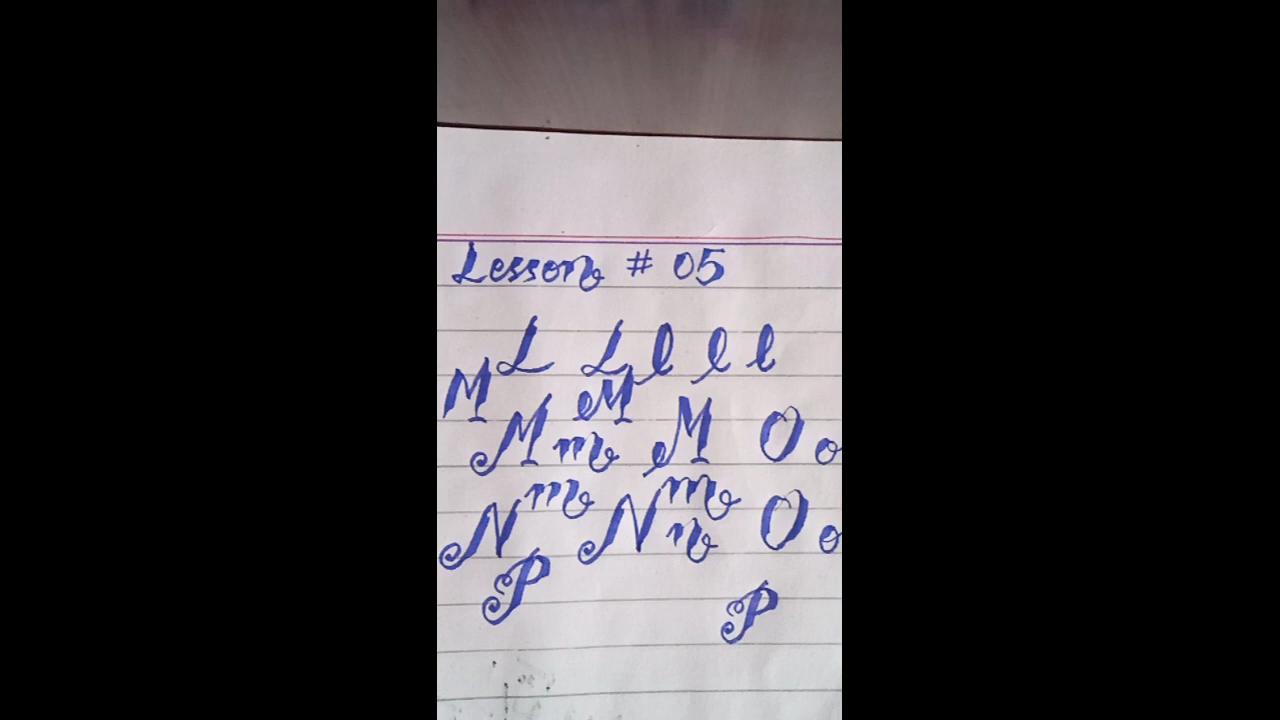 Lesson # 05
L L l l l
M M
M m M O o
m m
N N n O o
P P